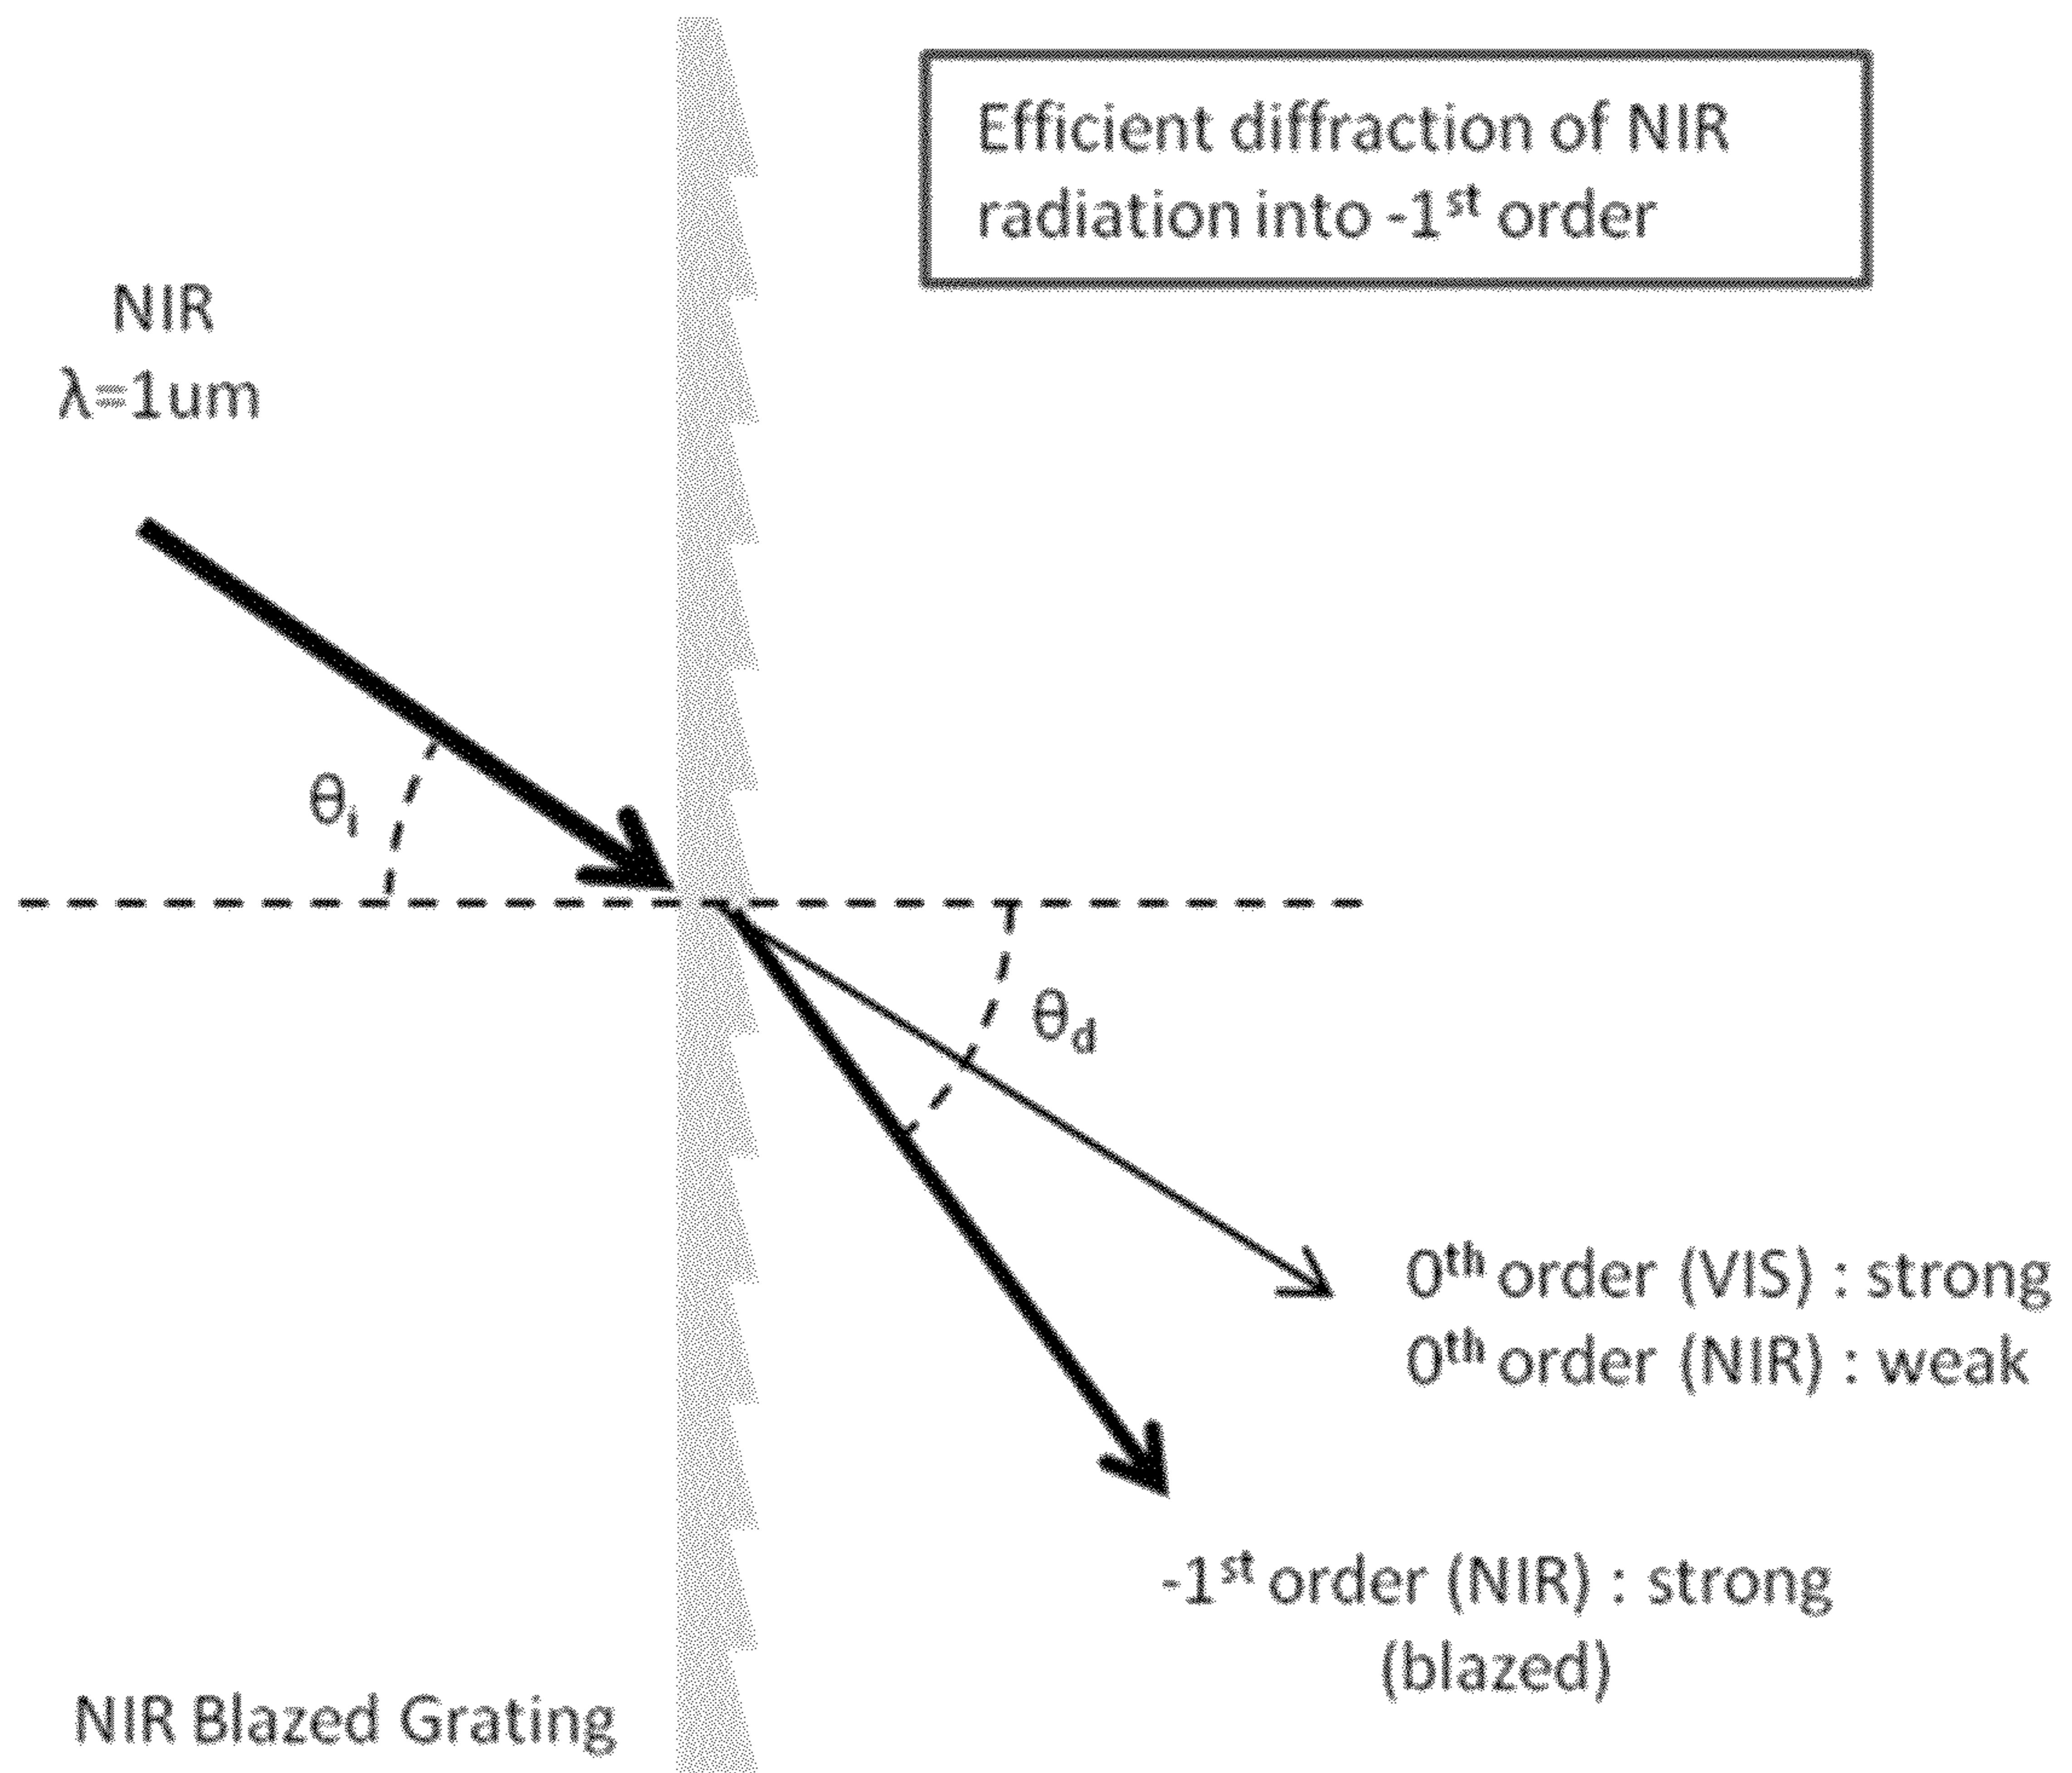 Efficient diffraction of NIR
radiation into -1st order
NIR
λ=1um
θi
θd
0th order (VIS) : strong
0th order (NIR) : weak
-1st order (NIR) : strong
(blazed)
NIR Blazed Grating